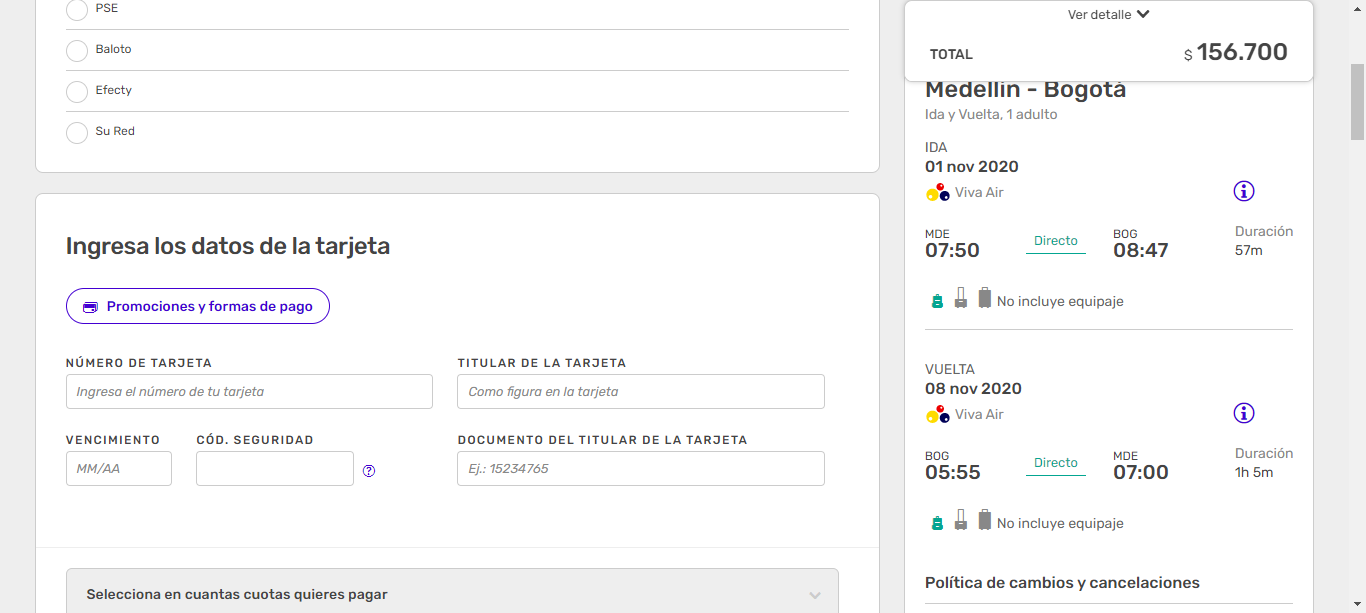 PSE
Baloto
Efecty
Su Red
Ingresa los datos de la tarjeta
Promociones y formas de pago
NÚMERO DE TARJETA
Ingresa el número de tu tarjeta
TITULAR DE LA TARJETA
Como figura en la tarjeta
VENCIMIENTO
MM/AA
CÓD. SEGURIDAD
?
DOCUMENTO DEL TITULAR DE LA TARJETA
Ej.: 15234765
Selecciona en cuantas cuotas quieres pagar
Ver detalle
TOTAL $ 156.700
Medellín - Bogotá
Ida y Vuelta, 1 adulto
IDA
01 nov 2020
Viva Air
MDE
07:50
Directo
BOG
08:47
Duración
57m
No incluye equipaje
VUELTA
08 nov 2020
Viva Air
BOG
05:55
Directo
MDE
07:00
Duración
1h 5m
No incluye equipaje
Política de cambios y cancelaciones